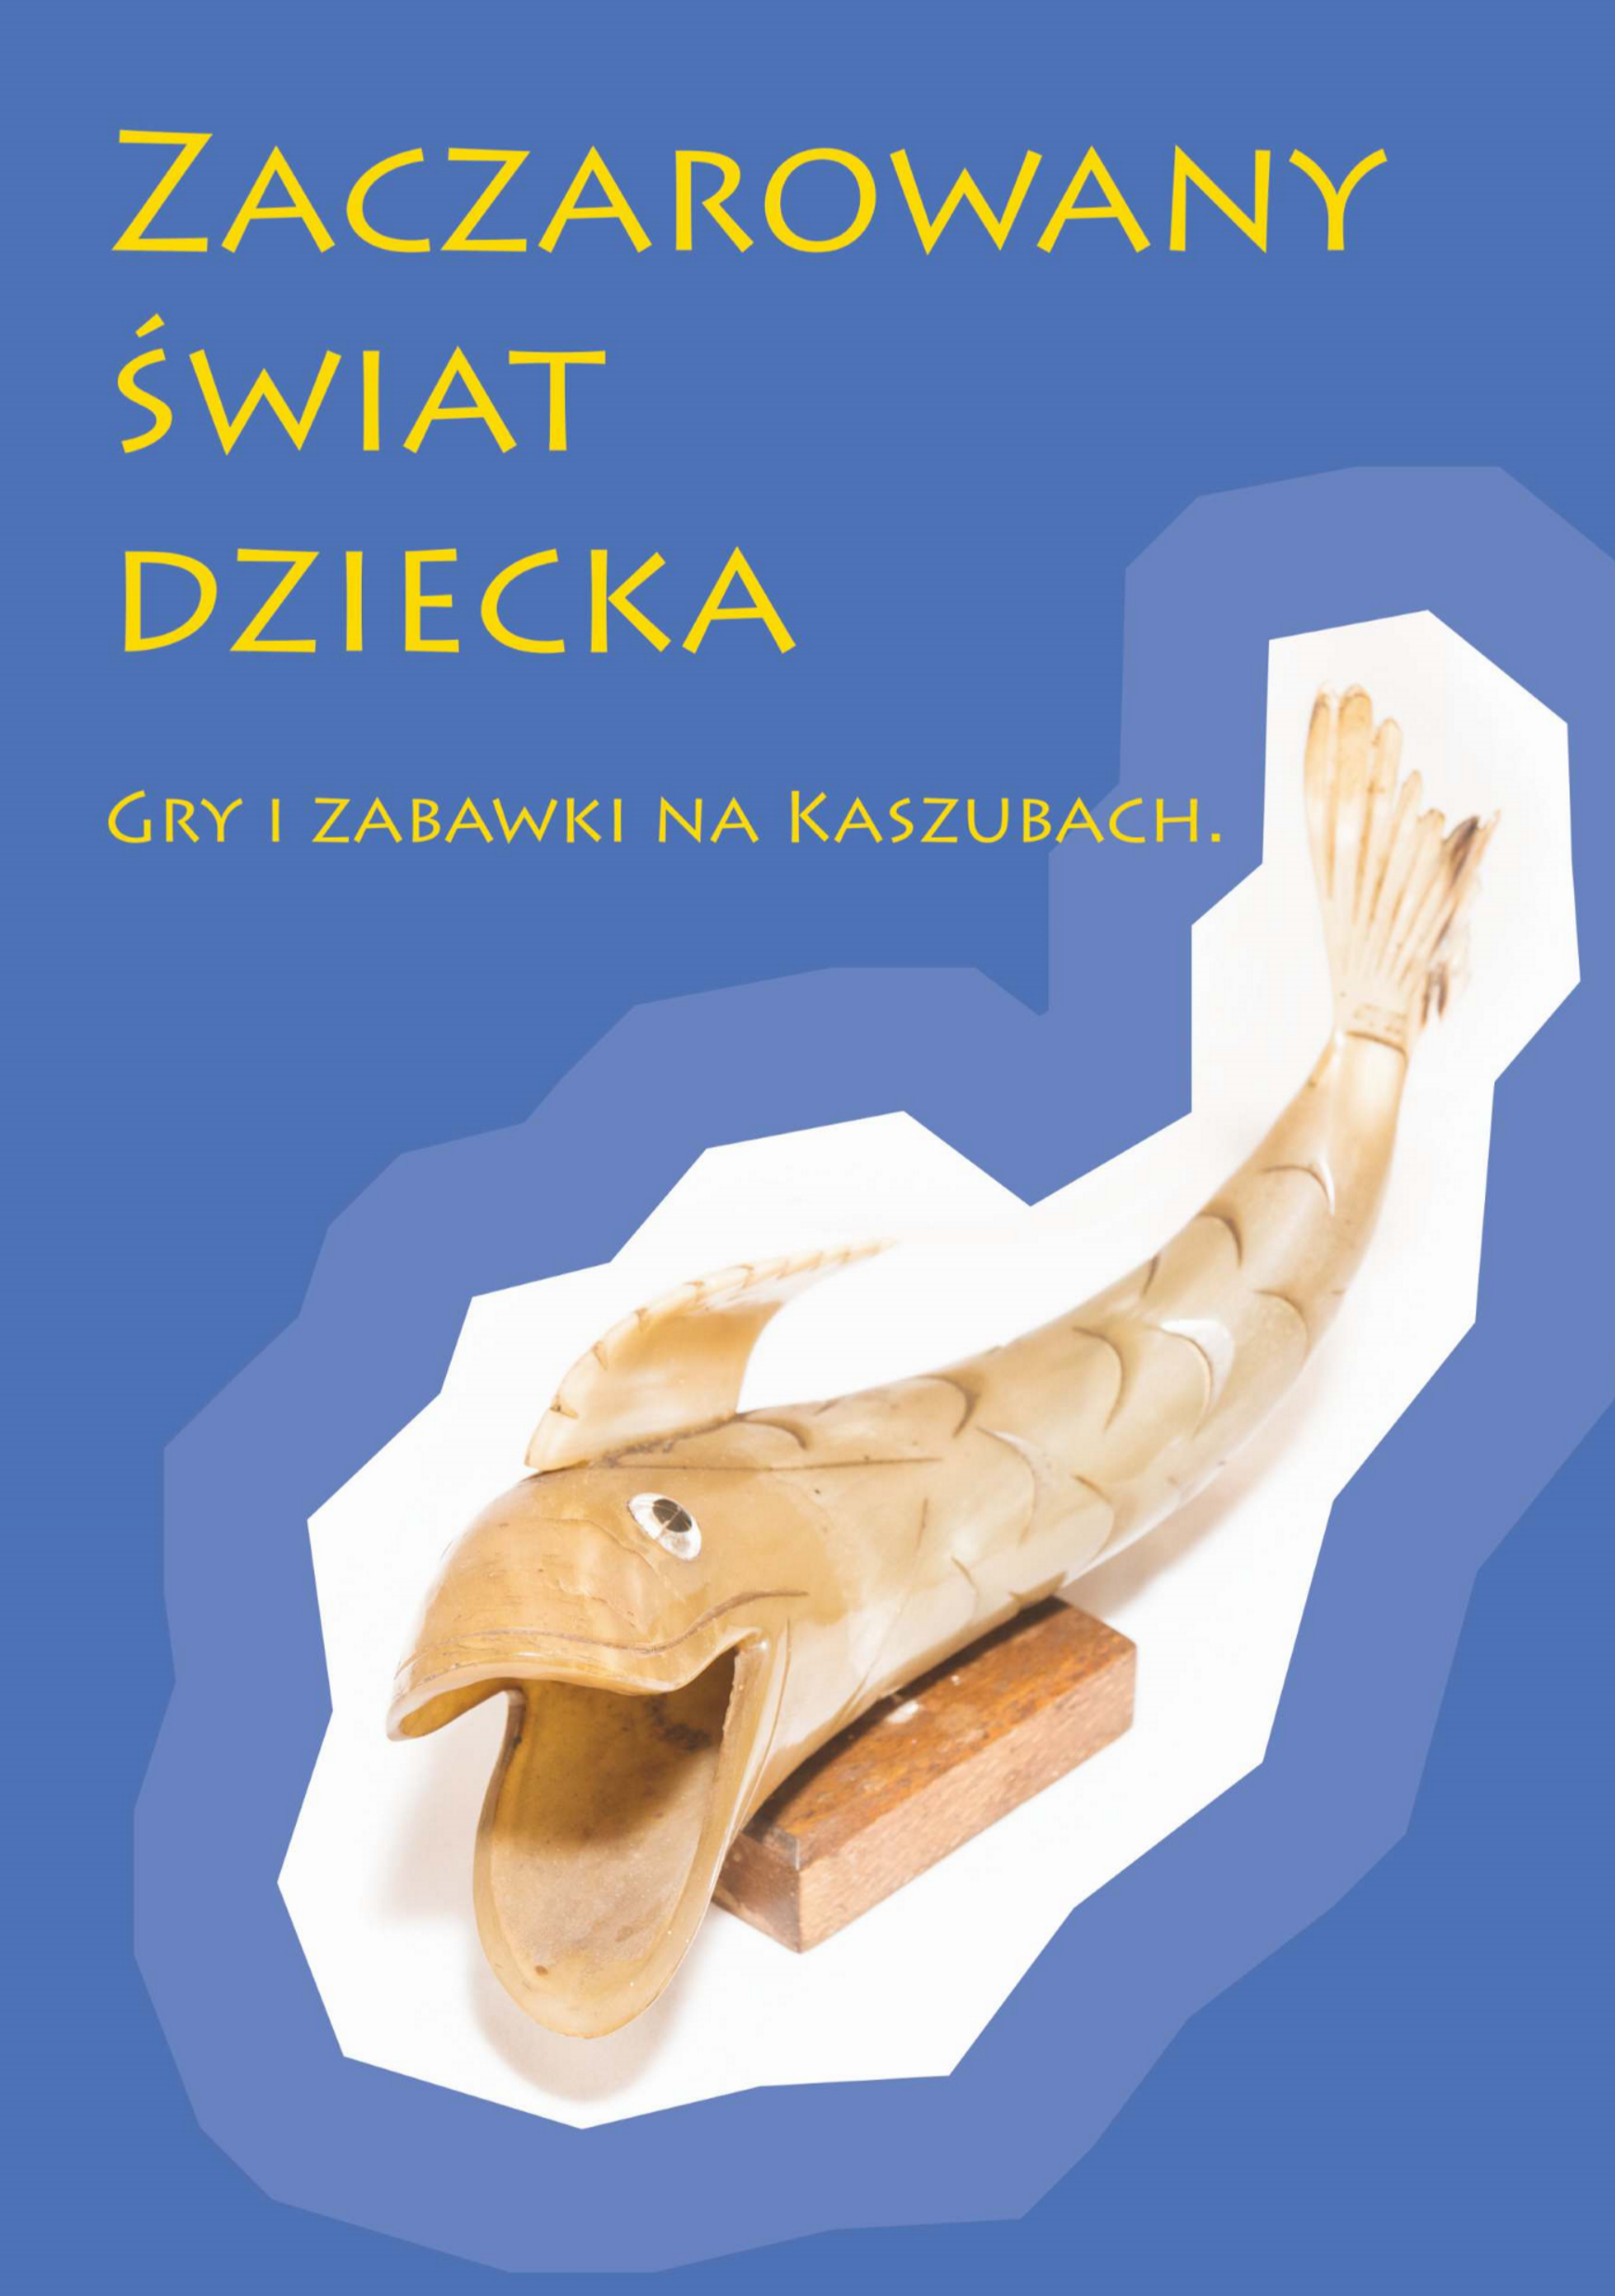 Zaczarowany
świat
dziecka
Gry i zabawki na Kaszubach.